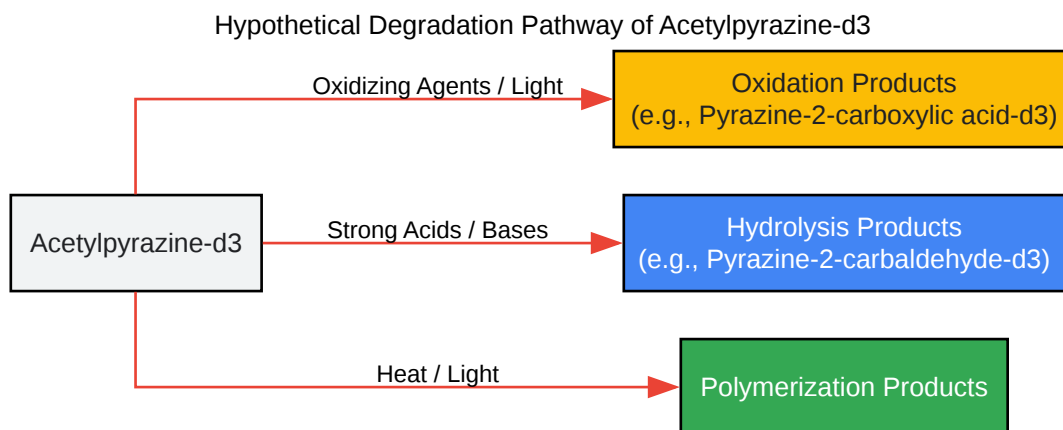 Hypothetical Degradation Pathway of Acetylpyrazine-d3
Oxidizing Agents / Light
Oxidation Products
(e.g., Pyrazine-2-carboxylic acid-d3)
Acetylpyrazine-d3
Strong Acids / Bases
Hydrolysis Products
(e.g., Pyrazine-2-carbaldehyde-d3)
Heat / Light
Polymerization Products